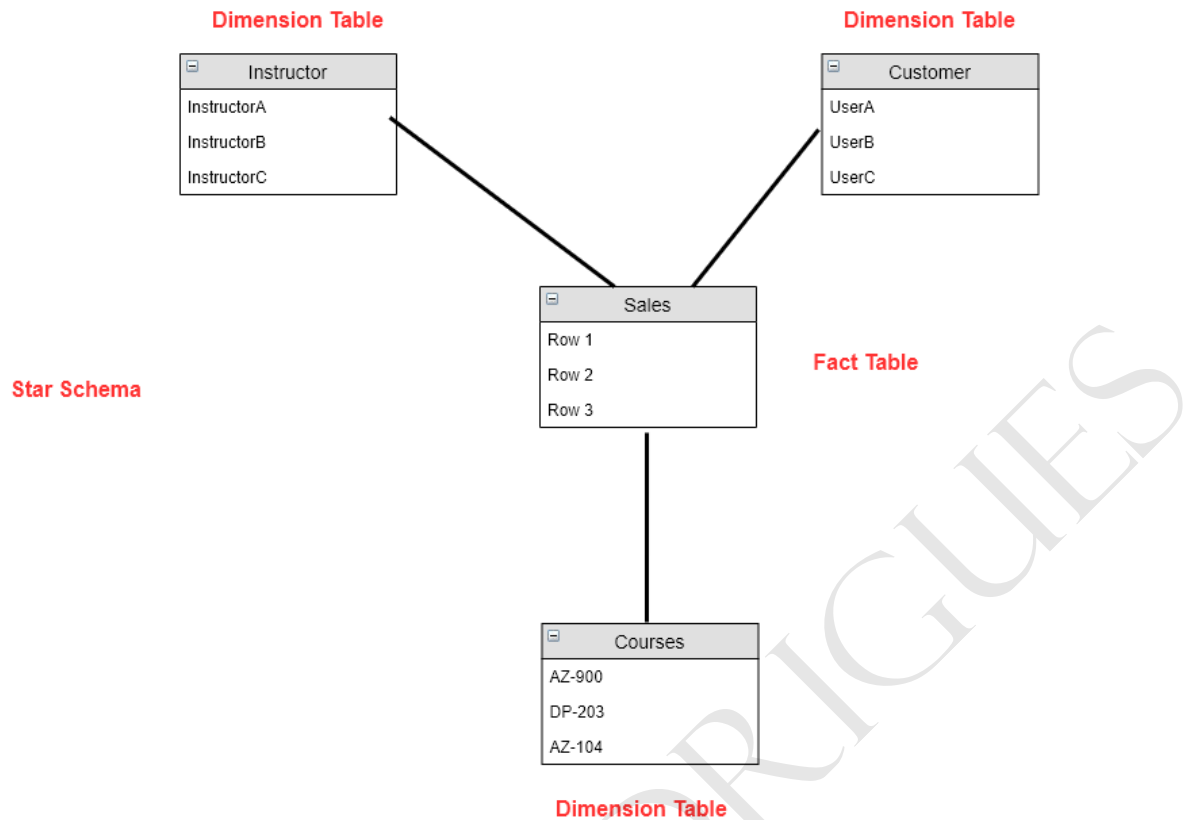 Dimension Table
Dimension Table
Instructor
InstructorA
InstructorB
InstructorC
Customer
UserA
UserB
UserC
Sales
Row 1
Row 2
Row 3
Fact Table
Star Schema
Courses
AZ-900
DP-203
AZ-104
Dimension Table